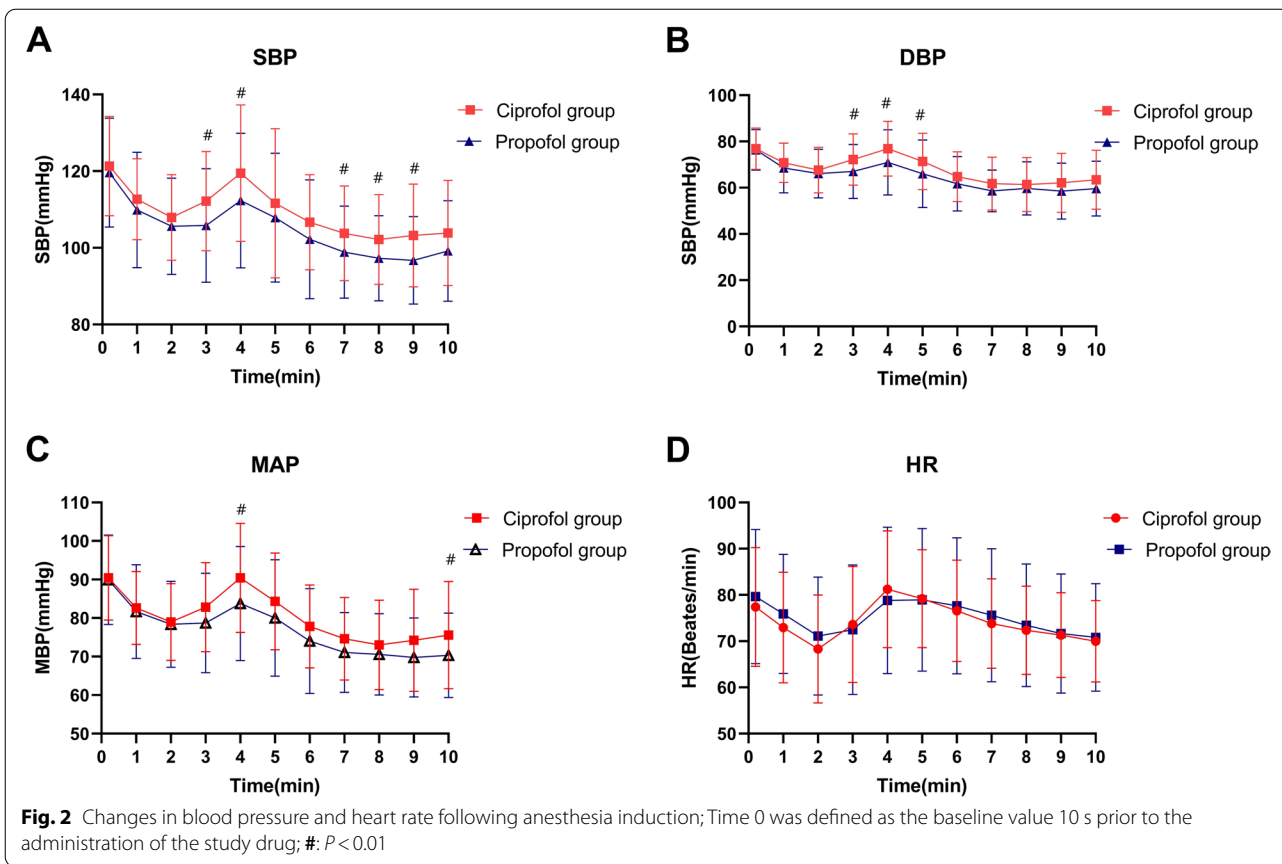 A
SBP
#
#
#
#
#
Ciprofol group
Propofol group
140
120
100
80
SBP(mmHg)
0 1 2 3 4 5 6 7 8 9 10
Time(min)
B
DBP
#
#
#
Ciprofol group
Propofol group
100
80
60
40
20
0
SBP(mmHg)
0 1 2 3 4 5 6 7 8 9 10
Time(min)
C
MAP
#
#
Ciprofol group
Propofol group
110
100
90
80
70
60
50
MBP(mmHg)
0 1 2 3 4 5 6 7 8 9 10
Time(min)
D
HR
Ciprofol group
Propofol group
100
90
80
70
60
50
HR(Beates/min)
0 1 2 3 4 5 6 7 8 9 10
Time(min)
Fig. 2 Changes in blood pressure and heart rate following anesthesia induction; Time 0 was defined as the baseline value 10 s prior to the
administration of the study drug; #: P < 0.01